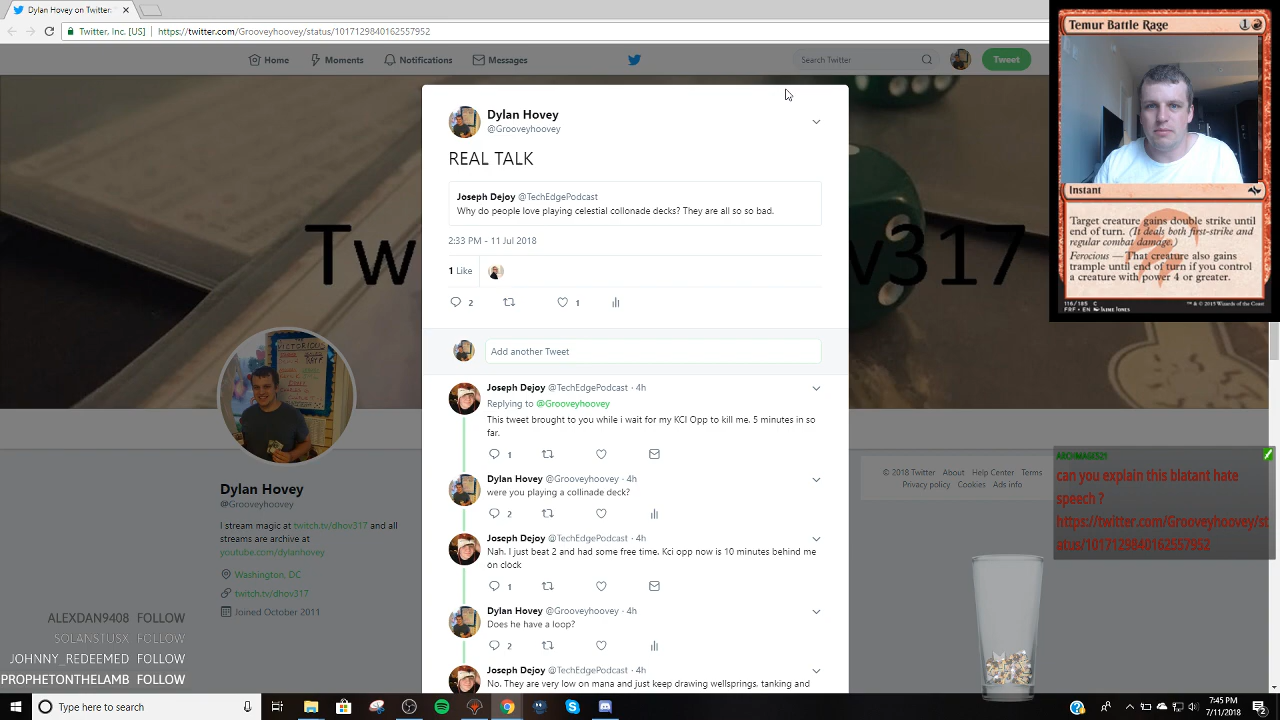 Dylan Hovey on Twitter:
Twitter, Inc. [US]
https://twitter.com/Grooveyhoovey/status/1017129840162557952
Home
Moments
Notifications
Messages
Search Twitter
Tweet
Dylan Hovey
@Grooveyhoovey
REAL TALK
Joseph Dejoy @TechEdgePodcast
Why do people love playing celestial collonade decks? They are all so so bad.
2:33 PM - 11 Jul 2018
1 Like
2
1
Add another Tweet
Joseph Dejoy @TechEdgePodcast · 4h
Replying to @Grooveyhoovey
This tweet brought to you while i wait for my KCI Opp to kill me. 5 minutes in so
far.
1
Dylan Hovey @Grooveyhoovey · 4h
were you playing a collinade deck?
2
Joseph Dejoy @TechEdgePodcast · 4h
Nah. I just beat 2 and had some free time. Kci opp now is 10 minutes behind me
on clock
1
Dylan Hovey @Grooveyhoovey · 4h
Does he have a loop?
2
Joseph Dejoy @TechEdgePodcast · 4h
No. They are very low on mana and just keep drawing wellsprings. tanking and
Dylan Hovey
@Grooveyhoovey
I stream magic at twitch.tv/dhov317 and all
streams are archive at
youtube.com/dylanhovey
Washington, DC
twitch.tv/dhov317
Joined October 2011
© 2018 Twitter About Help Center Terms
Privacy policy Cookies Ads info
Temur Battle Rage
1
Instant
Target creature gains double strike until
end of turn. (It deals both first-strike and
regular combat damage.)
Ferocious — That creature also gains
trample until end of turn if you control
a creature with power 4 or greater.
116/185 C
FRF • EN
™ & © 2015 Wizards of the Coast
can you explain this blatant hate
speech ?
https://twitter.com/Grooveyhoovey/st
atus/1017129840162557952
ALEXDAN9408 FOLLOW
SOLANSTUSX FOLLOW
JOHNNY_REDEEMED FOLLOW
PROPHETONTHELAMB FOLLOW
Type here to search
7:45 PM
7/11/2018